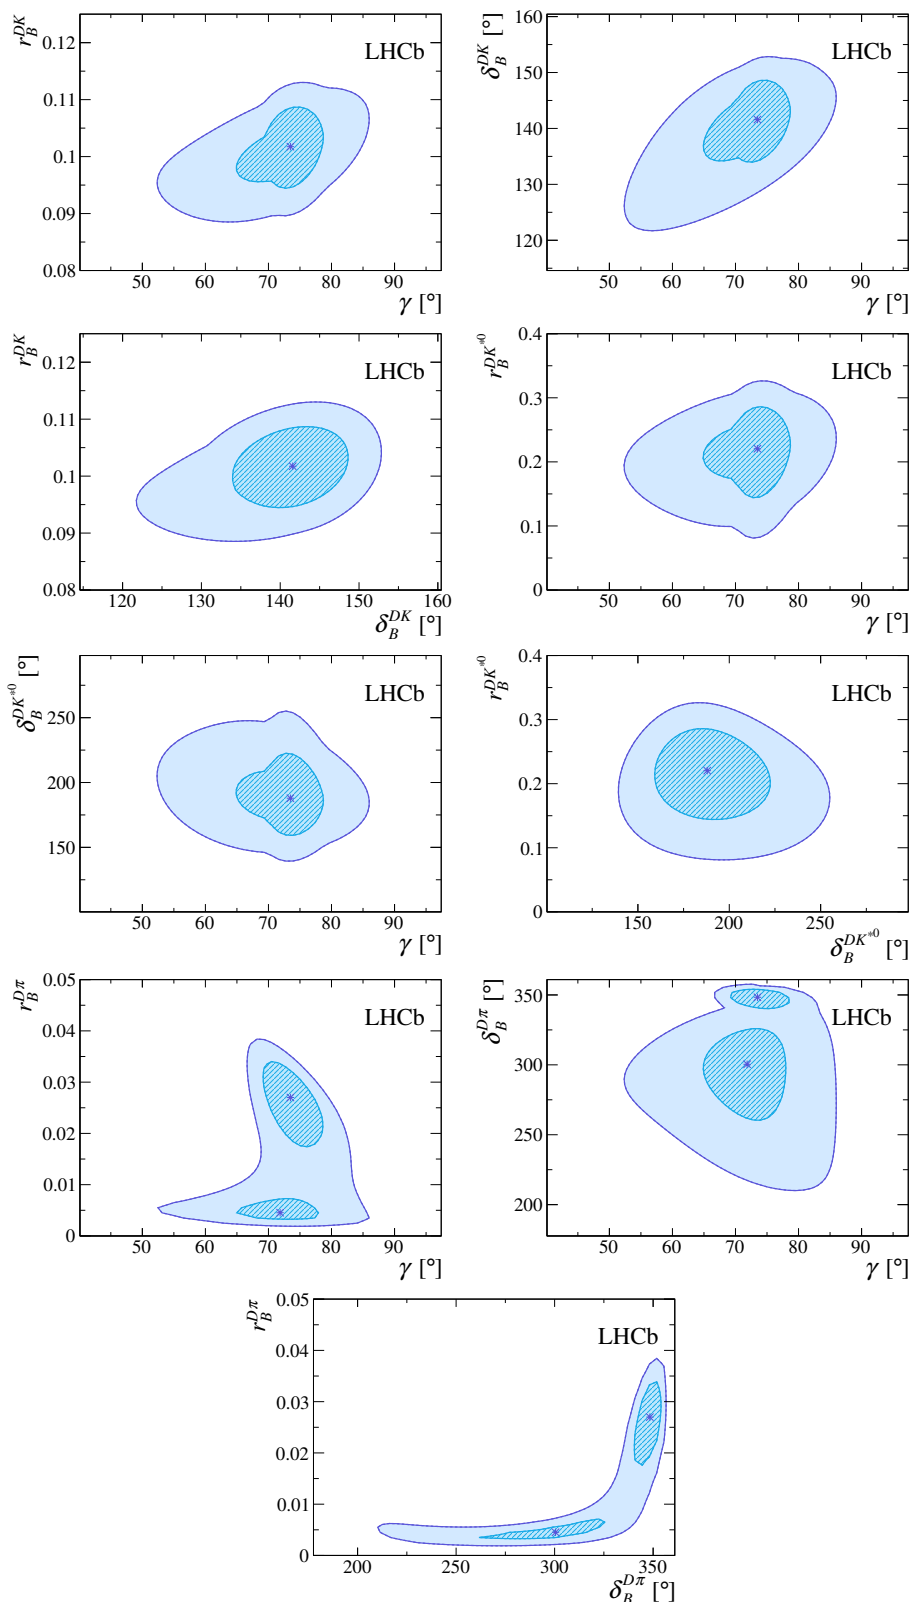 r_B^{DK}
0.12
0.11
0.1
0.09
0.08
LHCb
50 60 70 80 90
γ [°]
δ_B^{DK} [°]
160
150
140
130
120
LHCb
50 60 70 80 90
γ [°]
r_B^{DK}
0.12
0.11
0.1
0.09
0.08
LHCb
120 130 140 150 160
δ_B^{DK} [°]
r_B^{DK*0}
0.4
0.3
0.2
0.1
0
LHCb
50 60 70 80 90
γ [°]
δ_B^{DK*0} [°]
250
200
150
LHCb
50 60 70 80 90
γ [°]
r_B^{DK*0}
0.4
0.3
0.2
0.1
0
LHCb
150 200 250
δ_B^{DK*0} [°]
r_B^{Dπ}
0.05
0.04
0.03
0.02
0.01
0
LHCb
50 60 70 80 90
γ [°]
δ_B^{Dπ} [°]
350
300
250
200
LHCb
50 60 70 80 90
γ [°]
r_B^{Dπ}
0.05
0.04
0.03
0.02
0.01
0
LHCb
200 250 300 350
δ_B^{Dπ} [°]